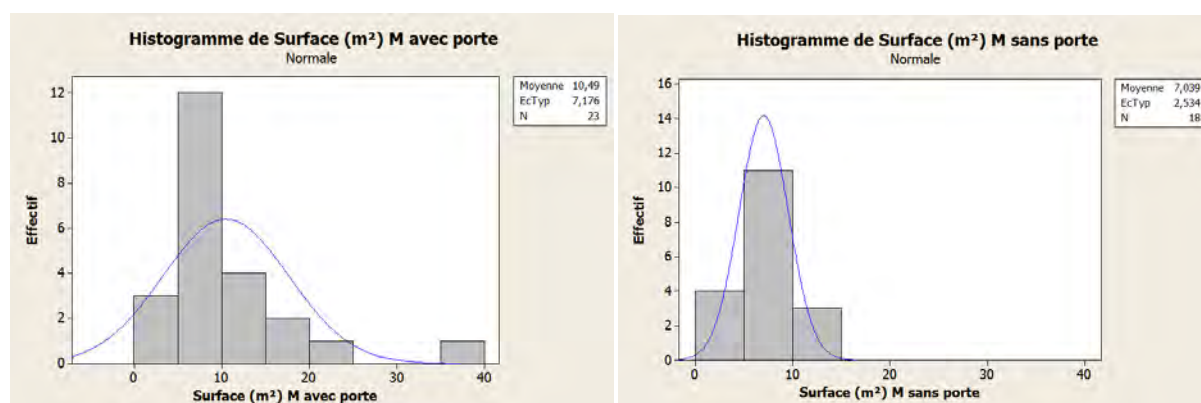 Histogramme de Surface (m²) M avec porte
Normale
Moyenne 10,49
EcTyp 7,176
N 23
12
10
8
6
4
2
0
Effectif
0 10 20 30 40
Surface (m²) M avec porte
Histogramme de Surface (m²) M sans porte
Normale
Moyenne 7,039
EcTyp 2,534
N 18
16
14
12
10
8
6
4
2
0
Effectif
0 10 20 30 40
Surface (m²) M sans porte